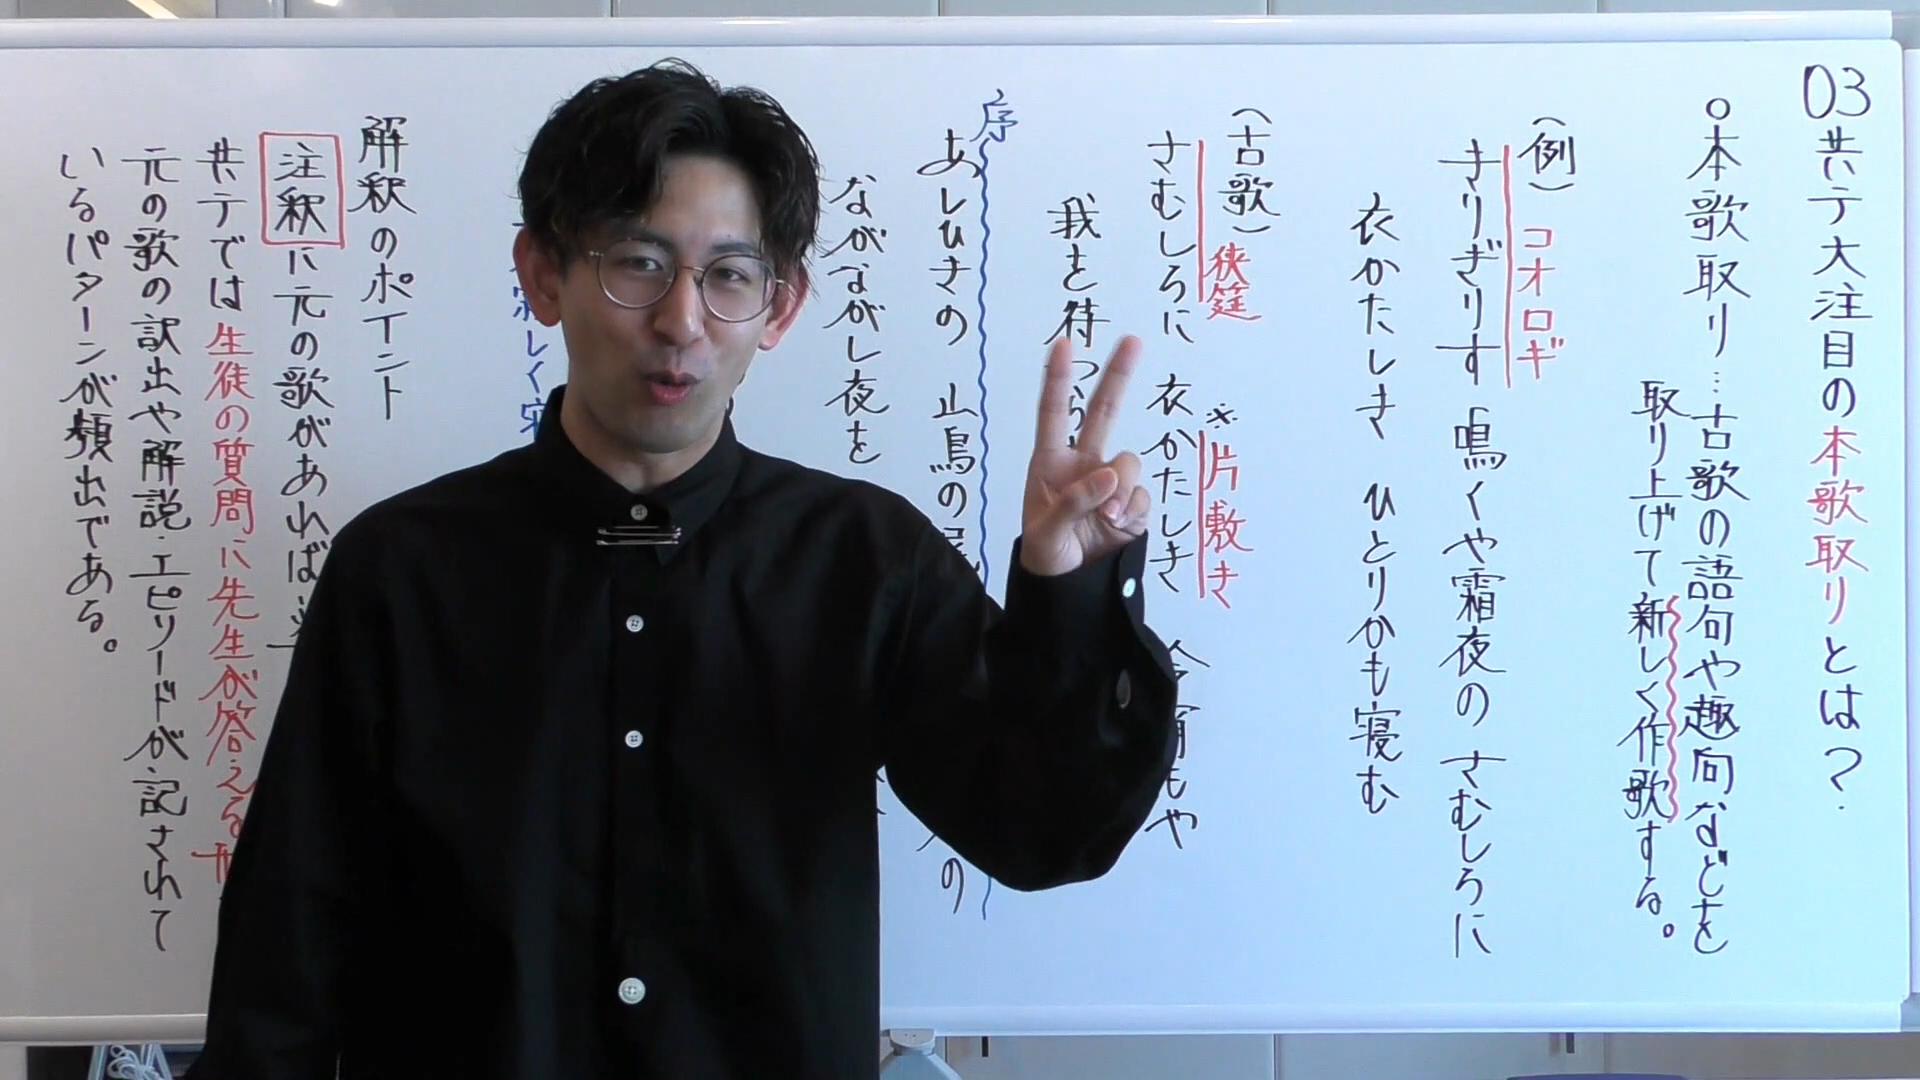 03 共テ大注目の本歌取りとは?
○本歌取り…古歌の語句や趣向などを
取り上げて新しく作歌する。
(例)コオロギ
きりぎりす 鳴くや霜夜の さむしろに
衣かたしき ひとりかも寝む
(古歌)狭筵 ※片敷き
さむしろに 衣かたしき 今宵もや
我を待つらむ
序
あしひきの 山鳥の尾 の
ながながし夜を
寂しく
解釈のポイント
注釈に元の歌があれば
共テでは生徒の質問に先生が答える
元の歌の訳出や解説・エピソードが記されて
いるパターンが頻出である。